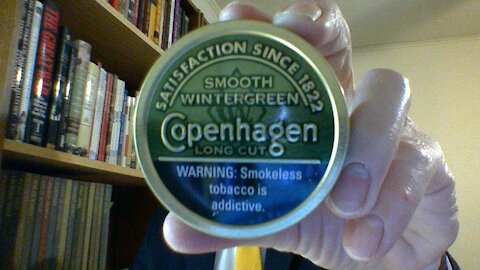 SATISFACTION SINCE 1822
SMOOTH
WINTERGREEN
Copenhagen
LONG CUT
WARNING: Smokeless
tobacco is
addictive.